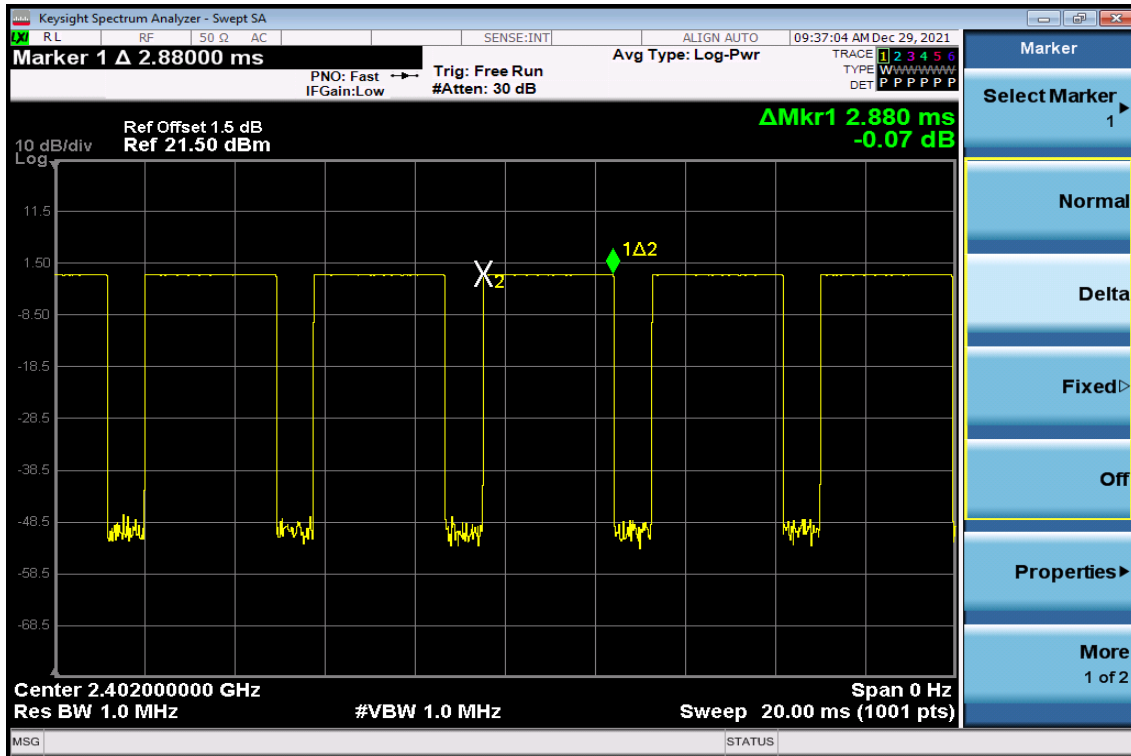 Keysight Spectrum Analyzer - Swept SA
LXI RL RF 50 Ω AC SENSE:INT ALIGN AUTO 09:37:04 AM Dec 29, 2021
Marker 1 Δ 2.88000 ms
PNO: Fast
IFGain:Low
Trig: Free Run
#Atten: 30 dB
Avg Type: Log-Pwr
TRACE 1 2 3 4 5 6
TYPE WWWWWWW
DET P P P P P P
ΔMkr1 2.880 ms
-0.07 dB
Ref Offset 1.5 dB
10 dB/div Ref 21.50 dBm
Log
11.5
1.50
-8.50
-18.5
-28.5
-38.5
-48.5
-58.5
-68.5
X2
1Δ2
Center 2.402000000 GHz Span 0 Hz
Res BW 1.0 MHz #VBW 1.0 MHz Sweep 20.00 ms (1001 pts)
MSG STATUS
Marker
Select Marker
1
Normal
Delta
Fixed
Off
Properties
More
1 of 2